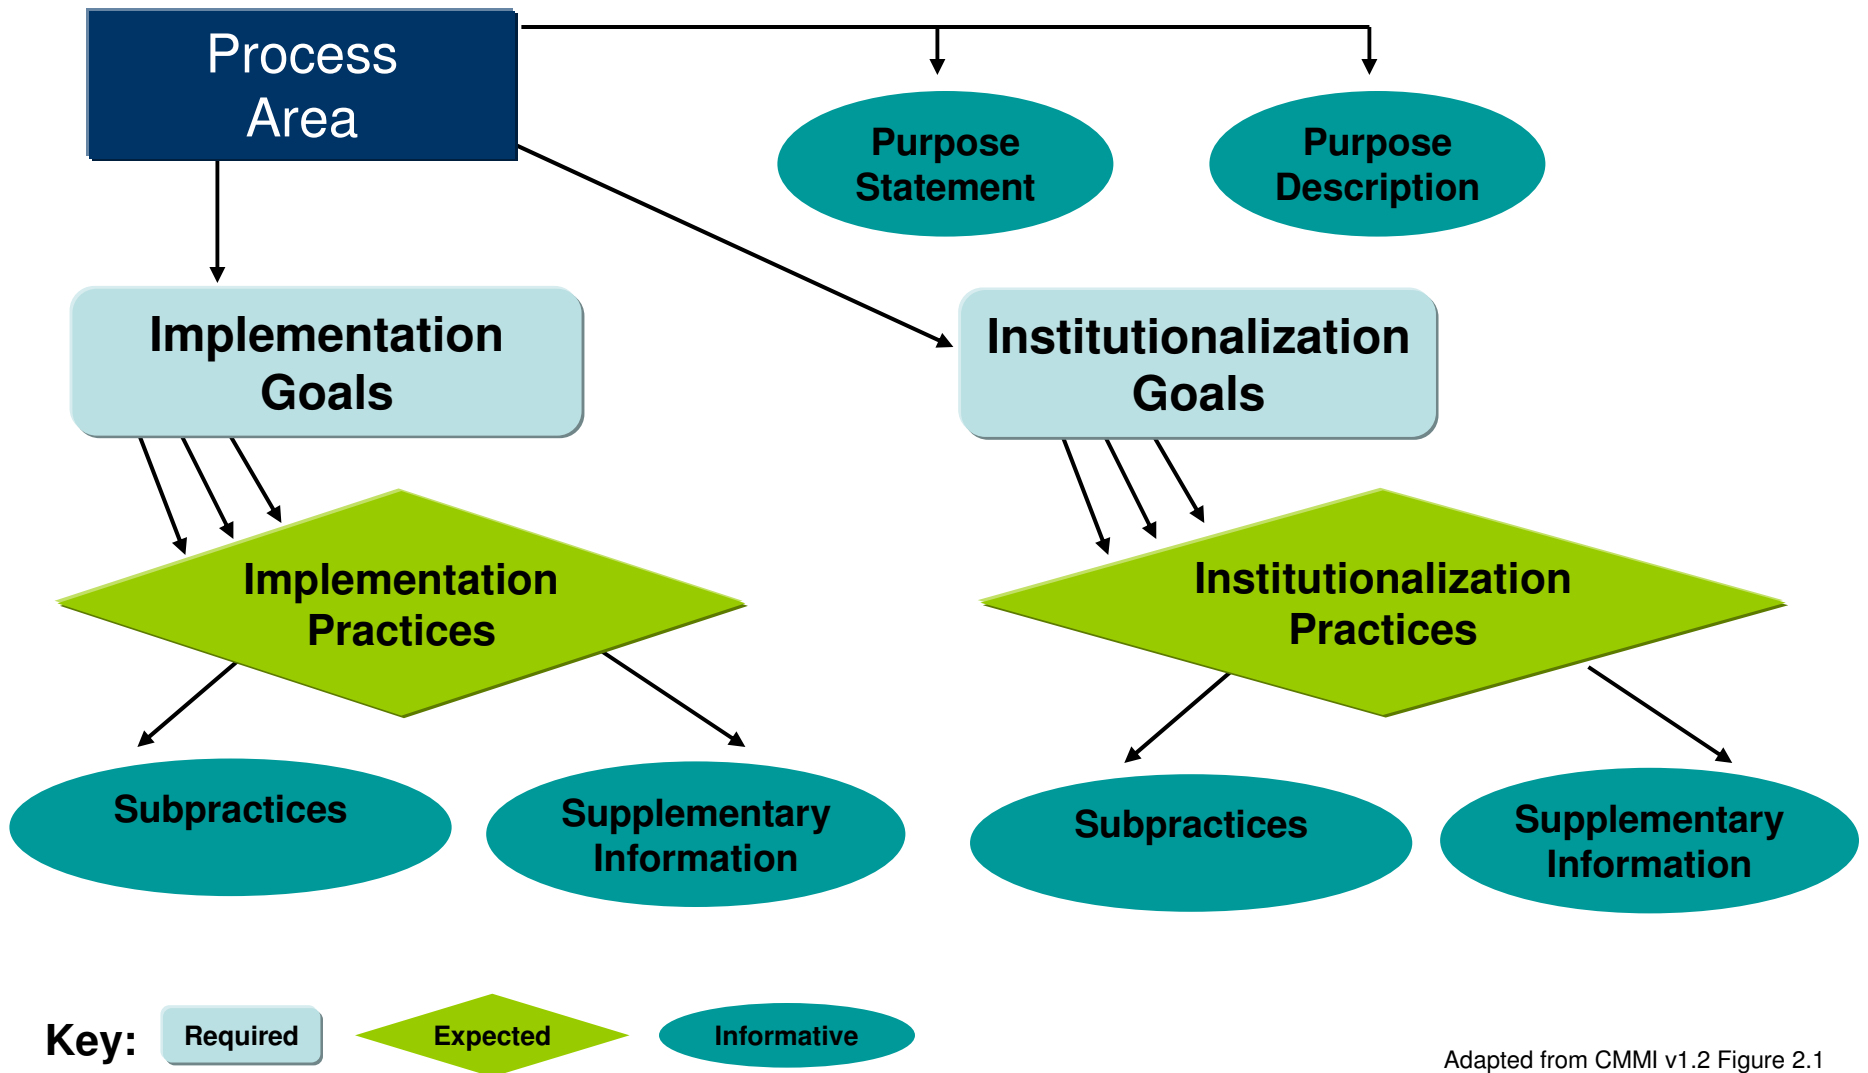 Process
Area
Purpose
Statement
Purpose
Description
Implementation
Goals
Institutionalization
Goals
Implementation
Practices
Institutionalization
Practices
Subpractices
Supplementary
Information
Subpractices
Supplementary
Information
Key:
Required
Expected
Informative
Adapted from CMMI v1.2 Figure 2.1